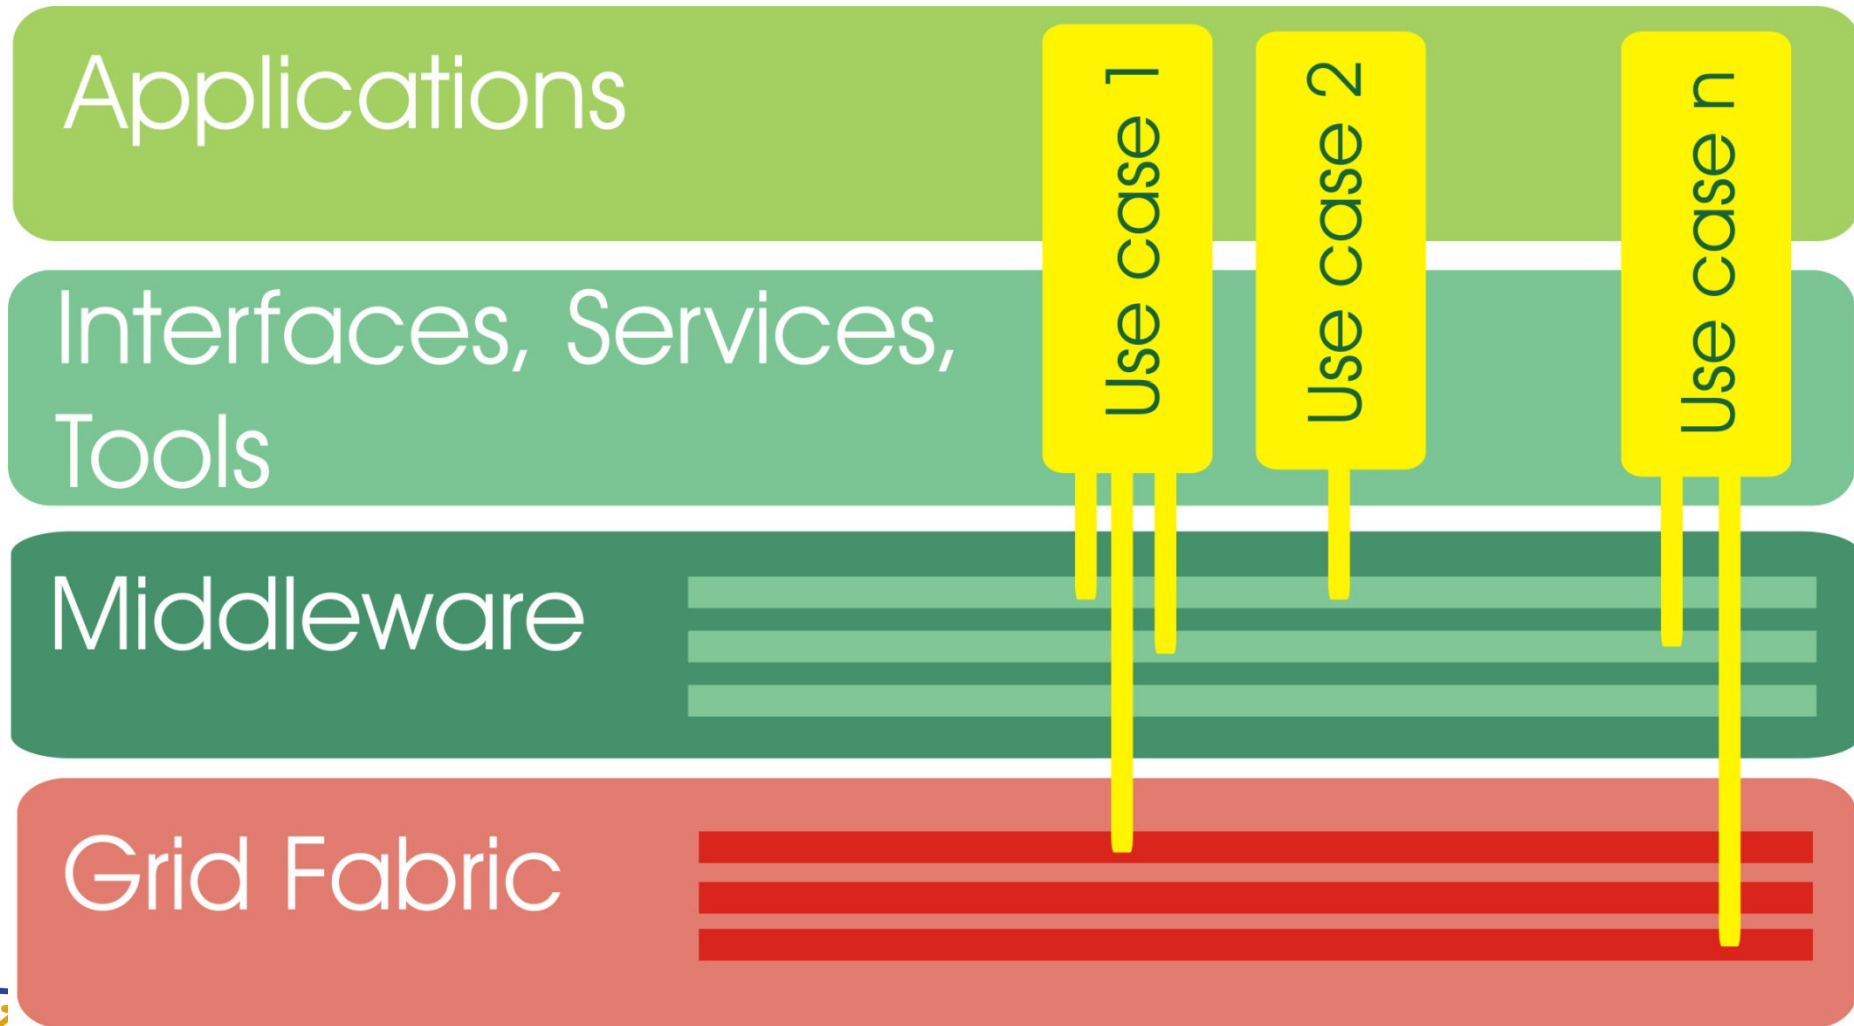 Applications
Interfaces, Services,
Tools
Middleware
Grid Fabric
Use case 1
Use case 2
Use case n